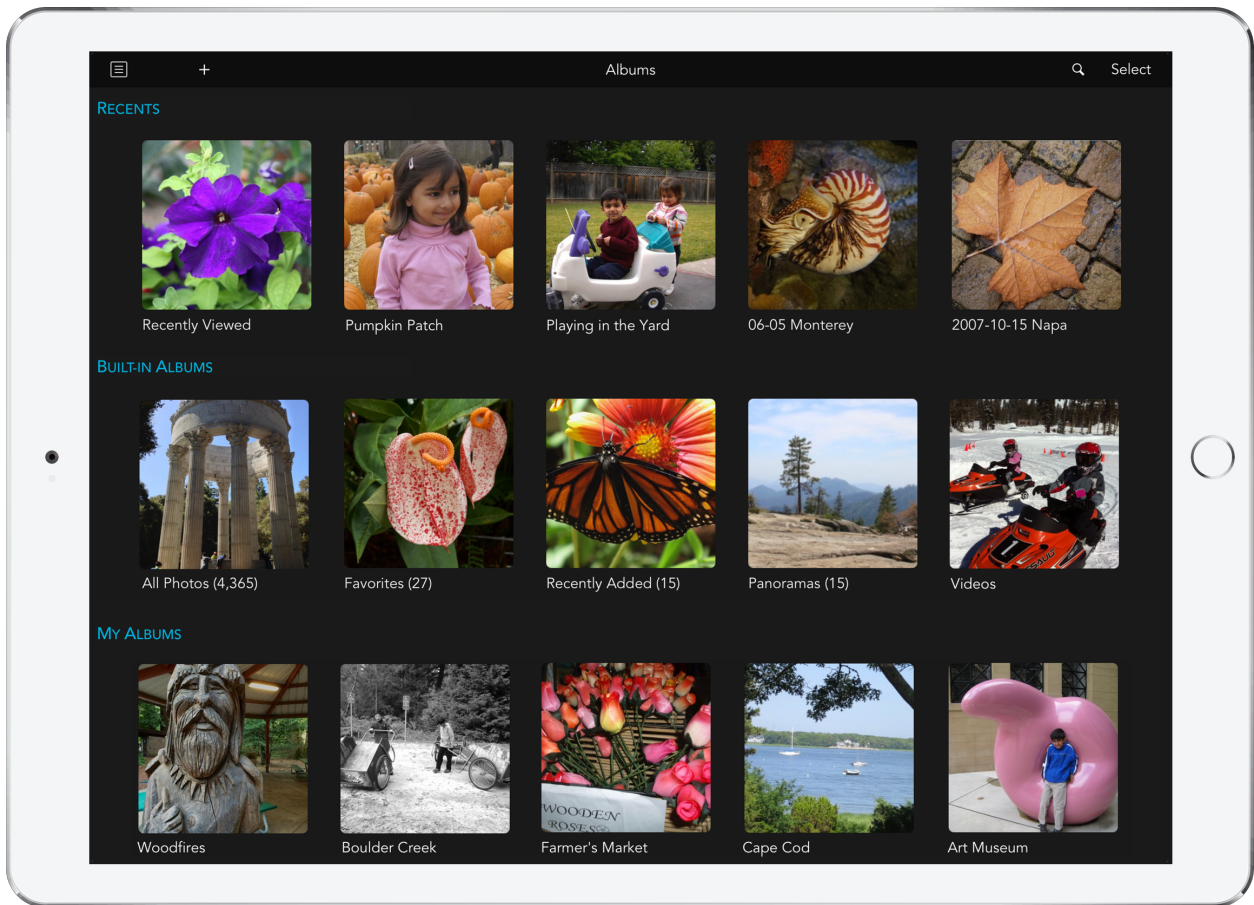 + Albums Select
RECENTS
Recently Viewed
Pumpkin Patch
Playing in the Yard
06-05 Monterey
2007-10-15 Napa
BUILT-IN ALBUMS
All Photos (4,365)
Favorites (27)
Recently Added (15)
Panoramas (15)
Videos
MY ALBUMS
WOODEN
ROSES
Woodfires
Boulder Creek
Farmer's Market
Cape Cod
Art Museum